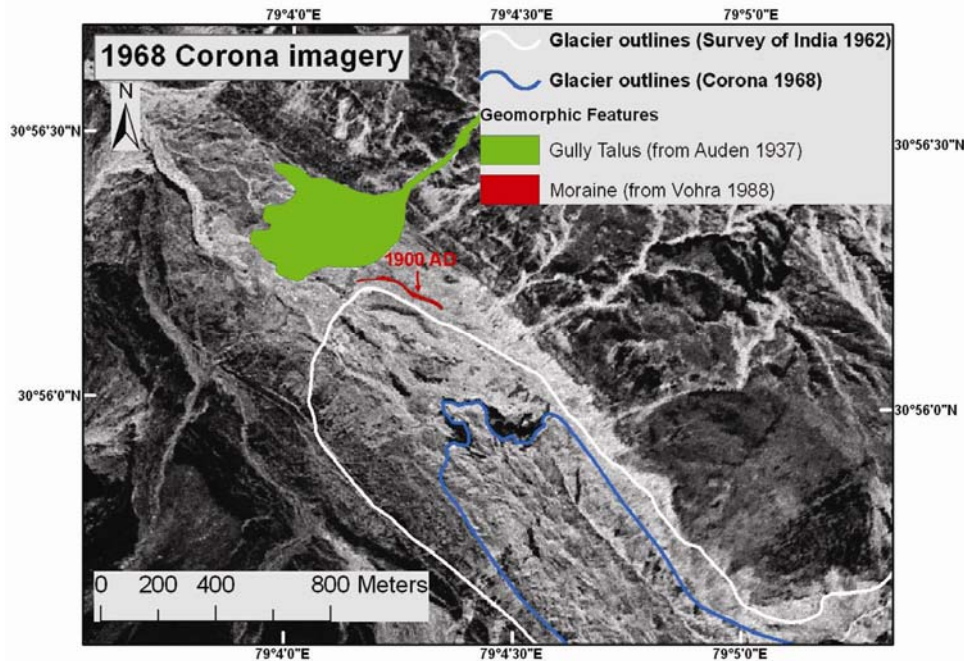 79°4'0"E 79°4'30"E 79°5'0"E
1968 Corona imagery
N
Glacier outlines (Survey of India 1962)
Glacier outlines (Corona 1968)
Geomorphic Features
Gully Talus (from Auden 1937)
Moraine (from Vohra 1988)
30°56'30"N 30°56'30"N
1900 AD
30°56'0"N 30°56'0"N
0 200 400 800 Meters
79°4'0"E 79°4'30"E 79°5'0"E